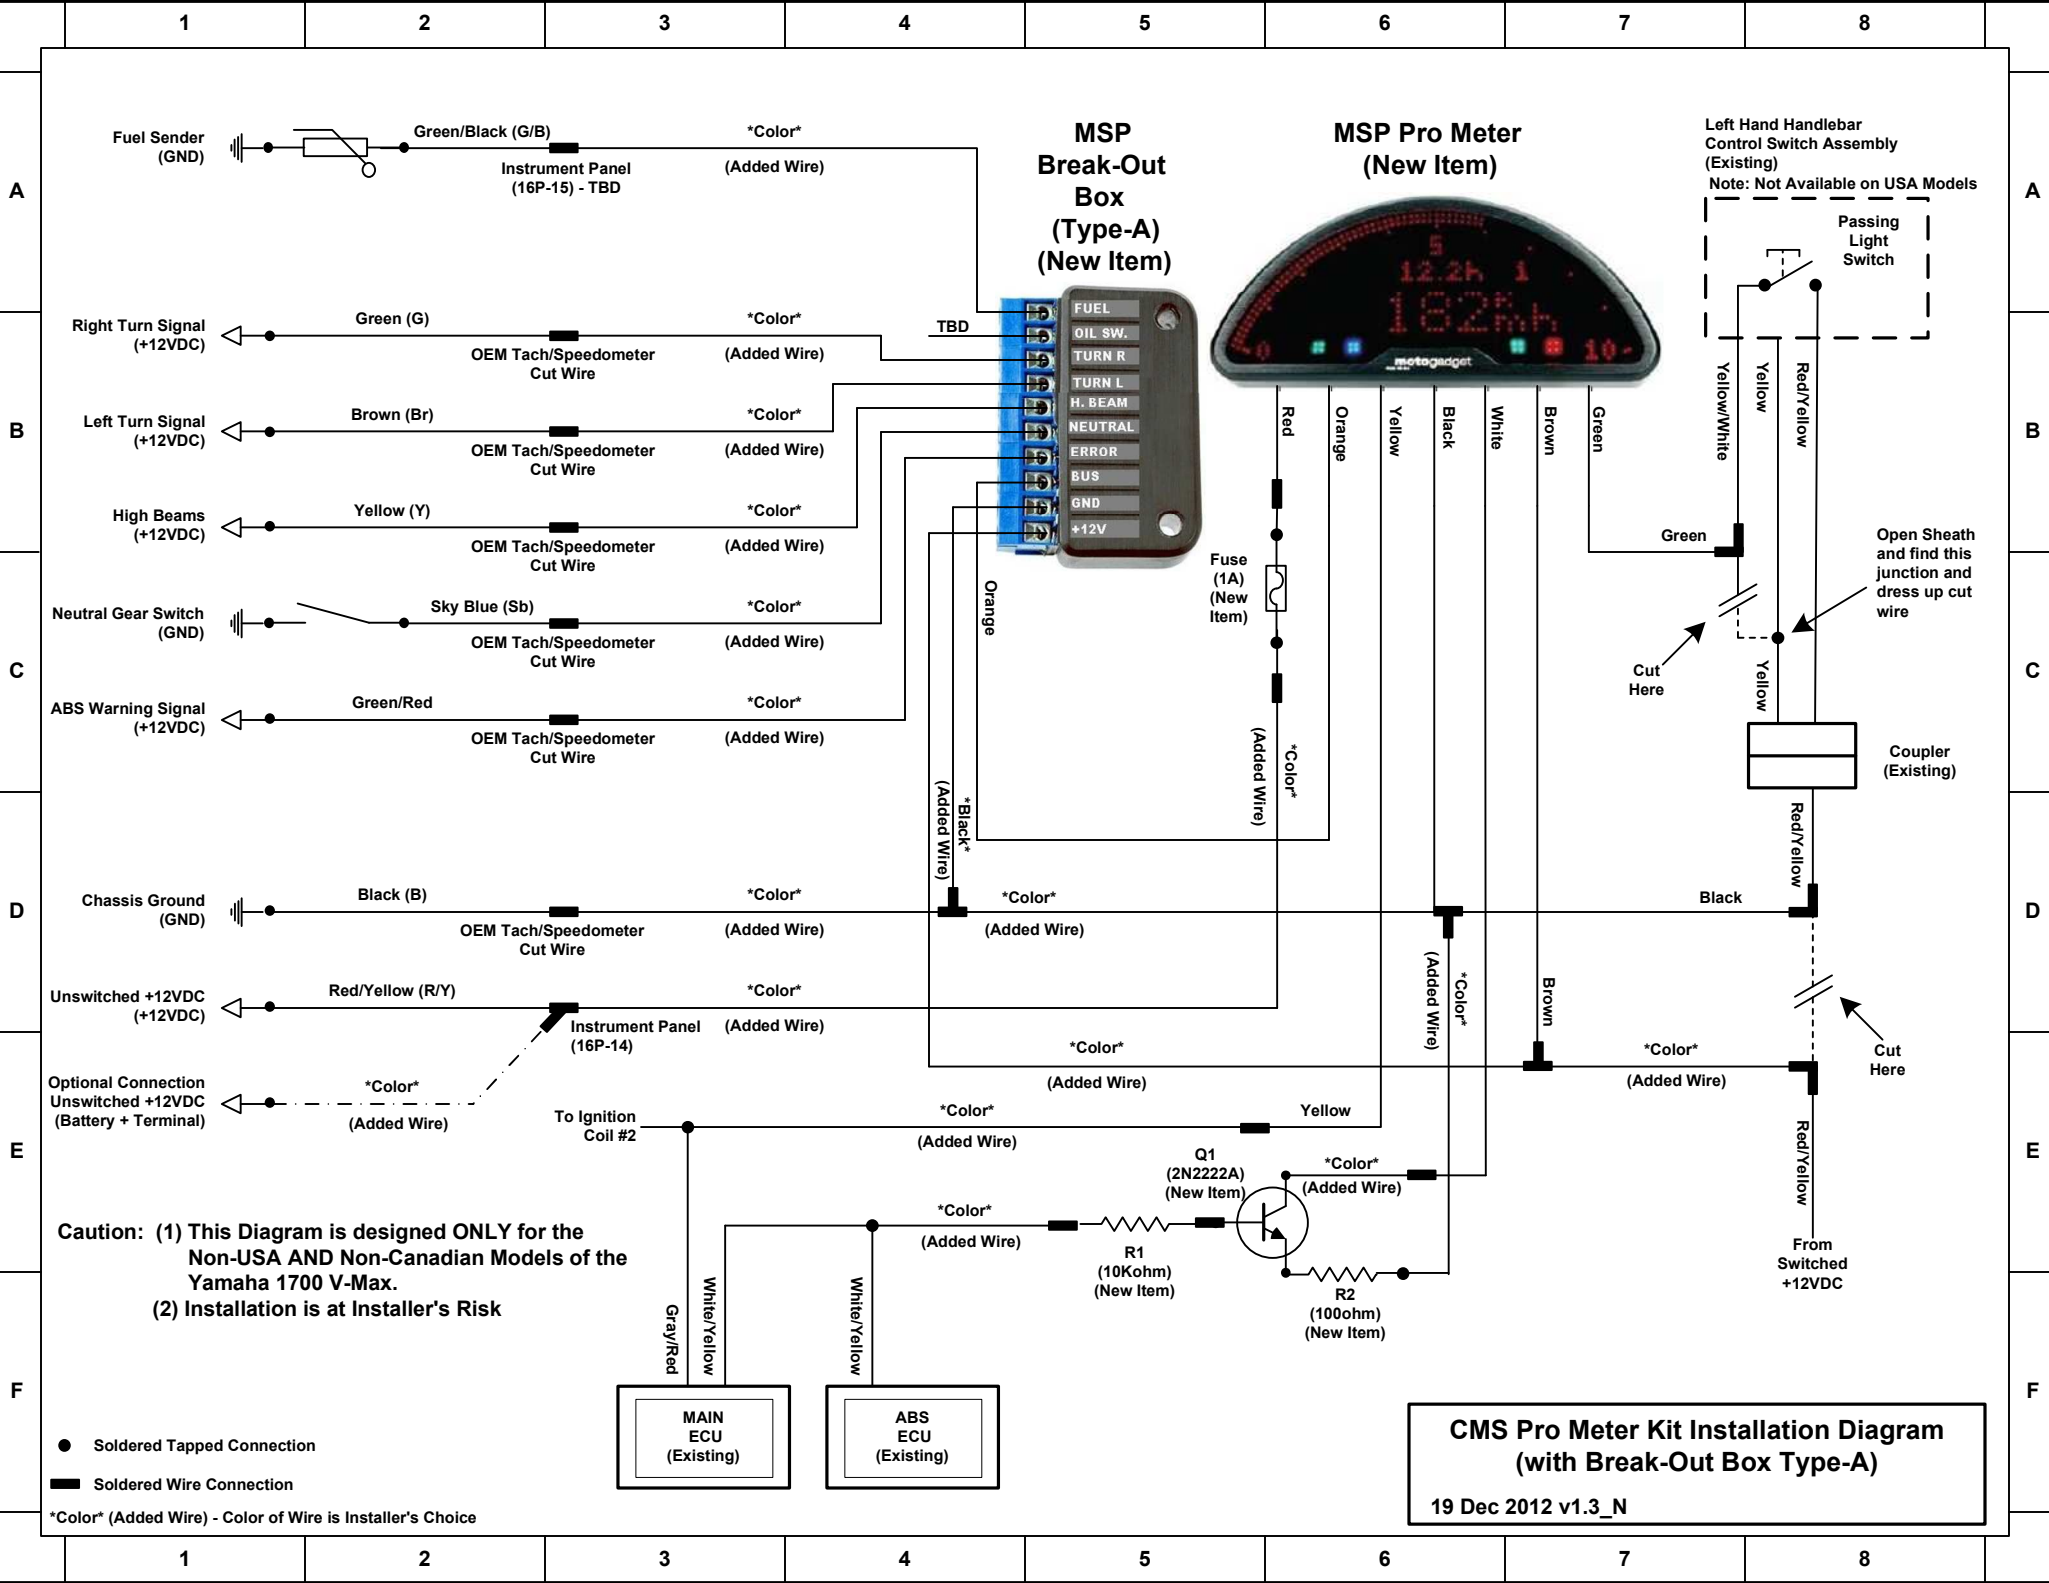 1 2 3 4 5 6 7 8
A
B
C
D
E
F
A
B
C
D
E
F
Fuel Sender
(GND)
Green/Black (G/B)
Instrument Panel
(16P-15) - TBD
*Color*
(Added Wire)
Right Turn Signal
(+12VDC)
Green (G)
OEM Tach/Speedometer
Cut Wire
*Color*
(Added Wire)
Left Turn Signal
(+12VDC)
Brown (Br)
OEM Tach/Speedometer
Cut Wire
*Color*
(Added Wire)
High Beams
(+12VDC)
Yellow (Y)
OEM Tach/Speedometer
Cut Wire
*Color*
(Added Wire)
Neutral Gear Switch
(GND)
Sky Blue (Sb)
OEM Tach/Speedometer
Cut Wire
*Color*
(Added Wire)
ABS Warning Signal
(+12VDC)
Green/Red
OEM Tach/Speedometer
Cut Wire
*Color*
(Added Wire)
Chassis Ground
(GND)
Black (B)
OEM Tach/Speedometer
Cut Wire
*Color*
(Added Wire)
Unswitched +12VDC
(+12VDC)
Red/Yellow (R/Y)
Instrument Panel
(16P-14)
*Color*
(Added Wire)
Optional Connection
Unswitched +12VDC
(Battery + Terminal)
*Color*
(Added Wire)
MSP
Break-Out
Box
(Type-A)
(New Item)
TBD
FUEL
OIL SW.
TURN R
TURN L
H. BEAM
NEUTRAL
ERROR
BUS
GND
+12V
Orange
*Black*
(Added Wire)
*Color*
(Added Wire)
MSP Pro Meter
(New Item)
5
12.2h 1
182Km/h
0
10
motogadget
Red
Orange
Yellow
Black
White
Brown
Green
Fuse
(1A)
(New
Item)
*Color*
(Added Wire)
*Color*
(Added Wire)
Brown
Green
Black
Left Hand Handlebar
Control Switch Assembly
(Existing)
Note: Not Available on USA Models
Passing
Light
Switch
Yellow/White
Yellow
Red/Yellow
Open Sheath
and find this
junction and
dress up cut
wire
Cut
Here
Yellow
Coupler
(Existing)
Red/Yellow
Cut
Here
*Color*
(Added Wire)
*Color*
(Added Wire)
Red/Yellow
From
Switched
+12VDC
To Ignition
Coil #2
*Color*
(Added Wire)
Yellow
Q1
(2N2222A)
(New Item)
*Color*
(Added Wire)
*Color*
(Added Wire)
R1
(10Kohm)
(New Item)
R2
(100ohm)
(New Item)
Gray/Red
White/Yellow
White/Yellow
MAIN
ECU
(Existing)
ABS
ECU
(Existing)
Caution: (1) This Diagram is designed ONLY for the
Non-USA AND Non-Canadian Models of the
Yamaha 1700 V-Max.
(2) Installation is at Installer's Risk
Soldered Tapped Connection
Soldered Wire Connection
*Color* (Added Wire) - Color of Wire is Installer's Choice
CMS Pro Meter Kit Installation Diagram
(with Break-Out Box Type-A)
19 Dec 2012 v1.3_N
1 2 3 4 5 6 7 8